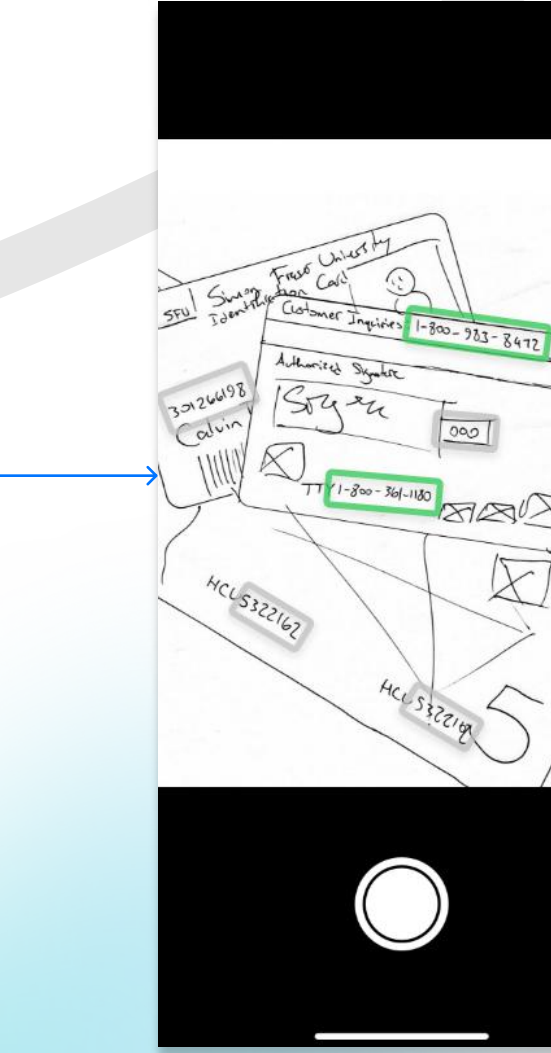 SFU
Simon Fraser University
Identification Card
Customer Inquiries 1-800-983-8472
Authorized Signature
301266198
000
Calvin
TTY 1-800-361-1180
HCU5322162
HCU5322162
5